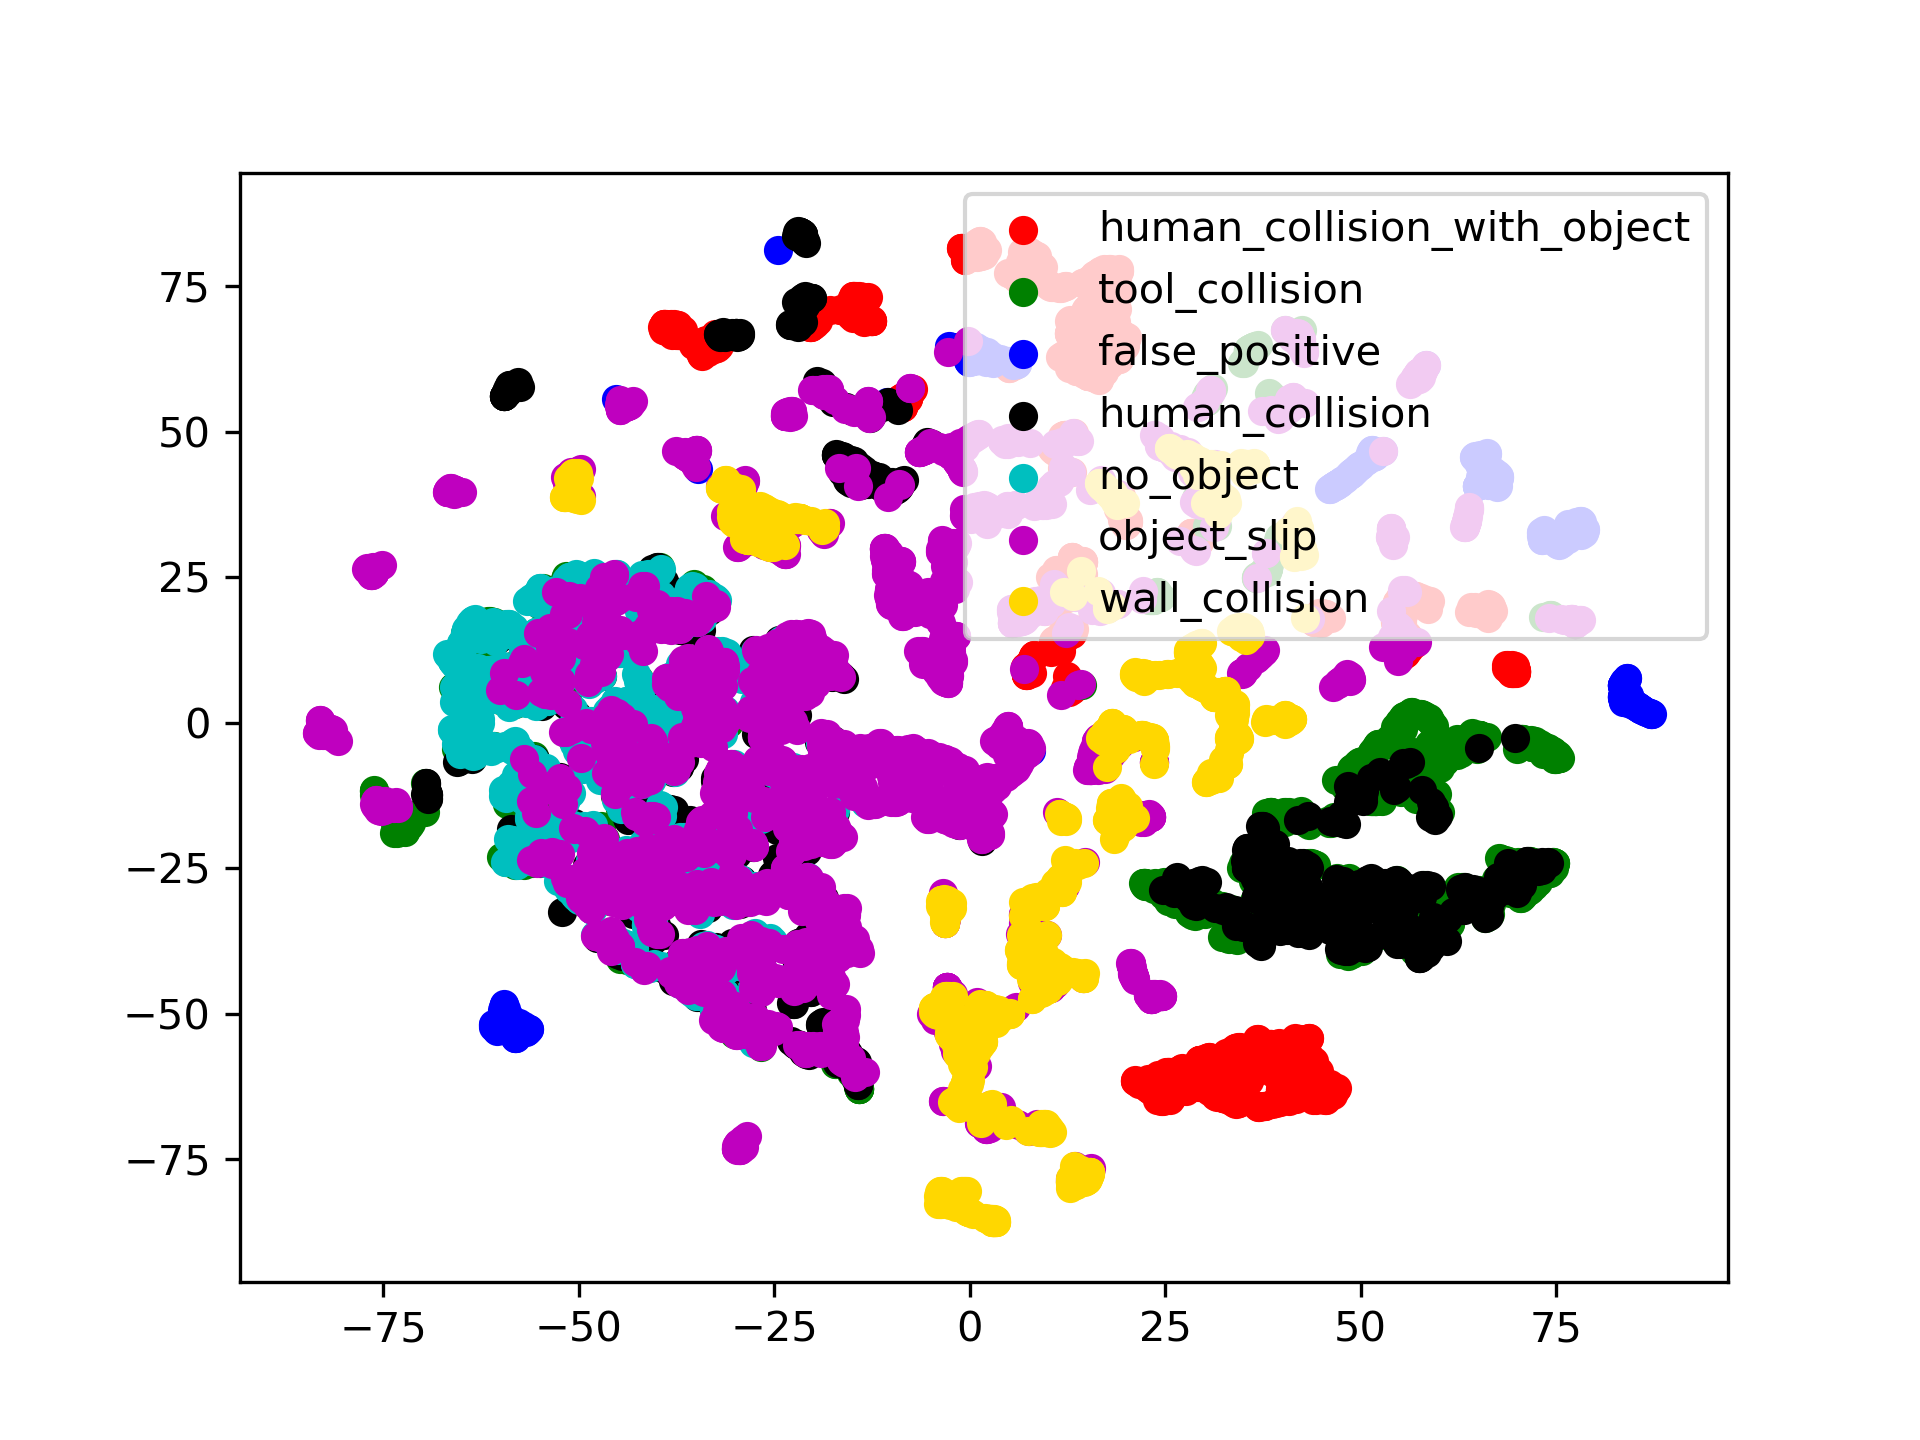 human_collision_with_object
tool_collision
false_positive
human_collision
no_object
object_slip
wall_collision
75
50
25
0
−25
−50
−75
−75 −50 −25 0 25 50 75